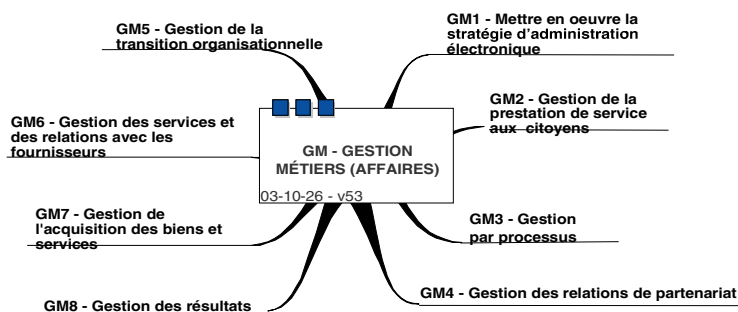 GM5 - Gestion de la
transition organisationnelle
GM1 - Mettre en oeuvre la
stratégie d'administration
électronique
GM6 - Gestion des services et
des relations avec les
fournisseurs
GM2 - Gestion de la
prestation de service
aux citoyens
GM - GESTION
MÉTIERS (AFFAIRES)
03-10-26 - v53
GM7 - Gestion de
l'acquisition des biens et
services
GM3 - Gestion
par processus
GM8 - Gestion des résultats
GM4 - Gestion des relations de partenariat